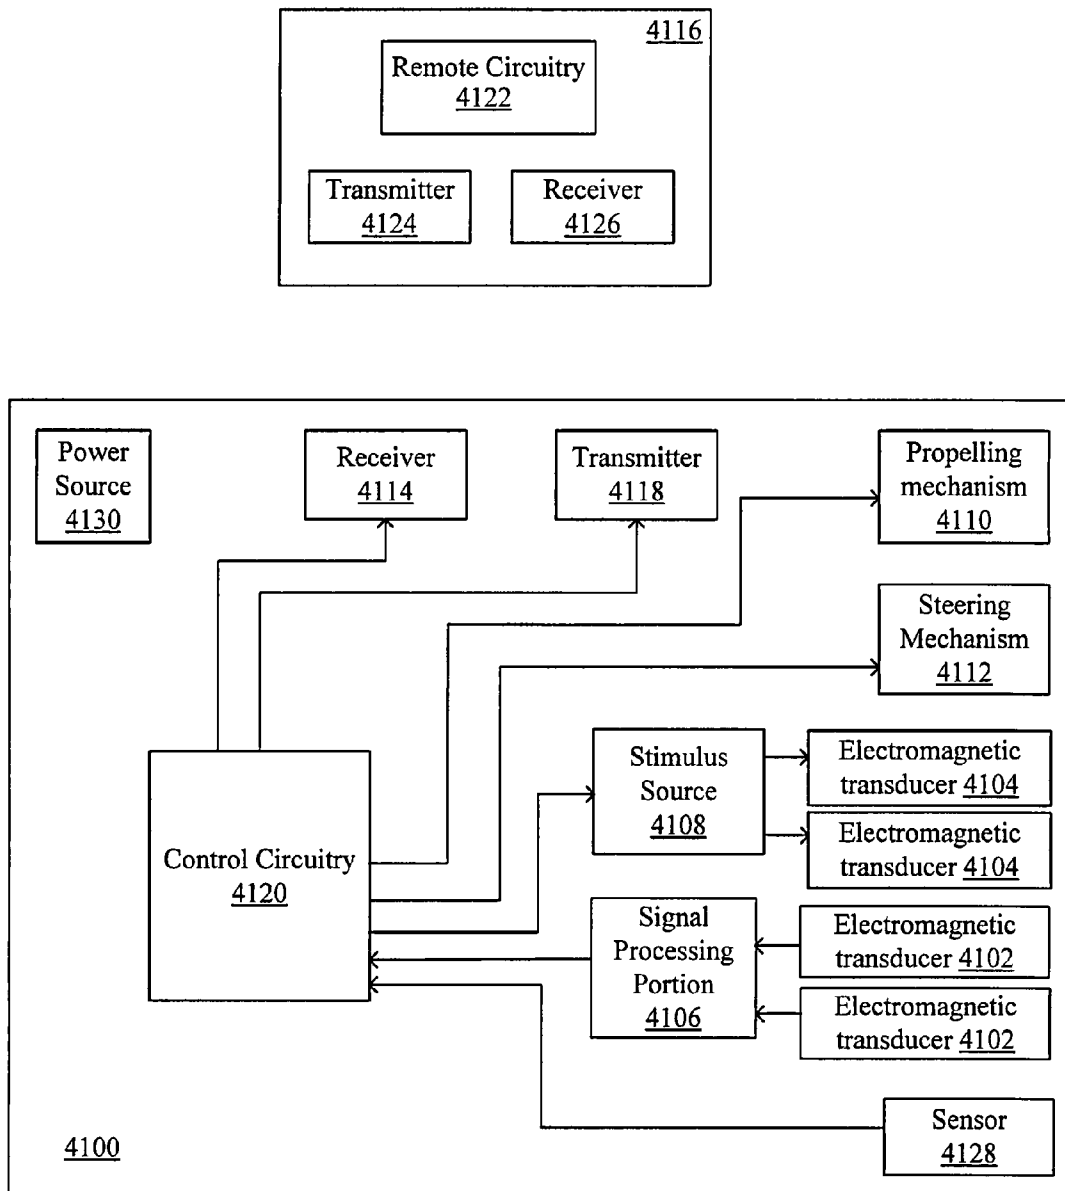 4116
Remote Circuitry
4122
Transmitter
4124
Receiver
4126
Power
Source
4130
Receiver
4114
Transmitter
4118
Propelling
mechanism
4110
Steering
Mechanism
4112
Stimulus
Source
4108
Electromagnetic
transducer 4104
Electromagnetic
transducer 4104
Control Circuitry
4120
Signal
Processing
Portion
4106
Electromagnetic
transducer 4102
Electromagnetic
transducer 4102
Sensor
4128
4100